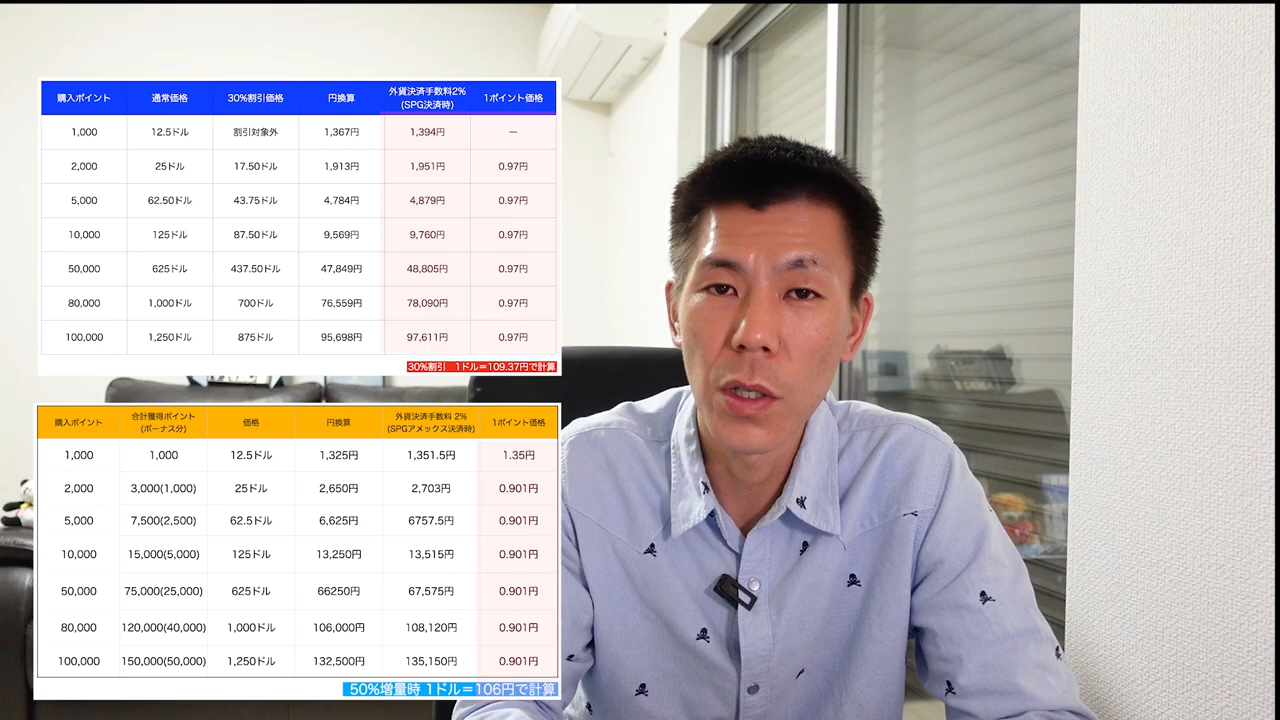 購入ポイント 通常価格 30%割引価格 円換算 外貨決済手数料2% 1ポイント価格
(SPG決済時)
1,000 12.5ドル 割引対象外 1,367円 1,394円 ー
2,000 25ドル 17.50ドル 1,913円 1,951円 0.97円
5,000 62.50ドル 43.75ドル 4,784円 4,879円 0.97円
10,000 125ドル 87.50ドル 9,569円 9,760円 0.97円
50,000 625ドル 437.50ドル 47,849円 48,805円 0.97円
80,000 1,000ドル 700ドル 76,559円 78,090円 0.97円
100,000 1,250ドル 875ドル 95,698円 97,611円 0.97円
30%割引 1ドル=109.37円で計算
購入ポイント 合計獲得ポイント 価格 円換算 外貨決済手数料 2% 1ポイント価格
(ボーナス分) (SPGアメックス決済時)
1,000 1,000 12.5ドル 1,325円 1,351.5円 1.35円
2,000 3,000(1,000) 25ドル 2,650円 2,703円 0.901円
5,000 7,500(2,500) 62.5ドル 6,625円 6757.5円 0.901円
10,000 15,000(5,000) 125ドル 13,250円 13,515円 0.901円
50,000 75,000(25,000) 625ドル 66250円 67,575円 0.901円
80,000 120,000(40,000) 1,000ドル 106,000円 108,120円 0.901円
100,000 150,000(50,000) 1,250ドル 132,500円 135,150円 0.901円
50%増量時 1ドル=106円で計算